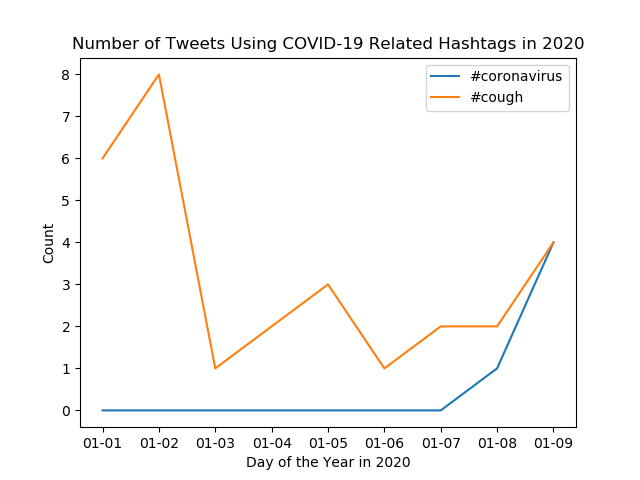 Number of Tweets Using COVID-19 Related Hashtags in 2020
#coronavirus
#cough
8
7
6
5
4
3
2
1
0
Count
01-01 01-02 01-03 01-04 01-05 01-06 01-07 01-08 01-09
Day of the Year in 2020